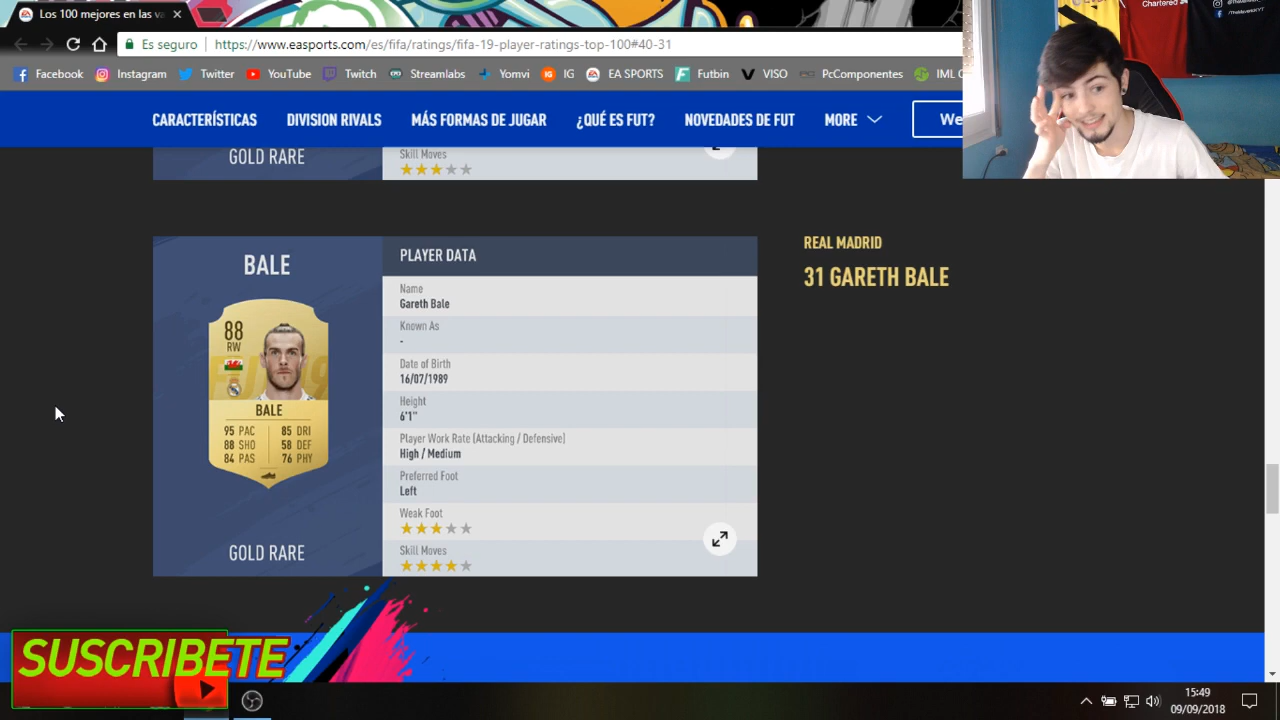 Los 100 mejores en las va
Es seguro
https://www.easports.com/es/fifa/ratings/fifa-19-player-ratings-top-100#40-31
Facebook Instagram Twitter YouTube Twitch Streamlabs Yomvi IG EA SPORTS Futbin VISO PcComponentes IML
CARACTERÍSTICAS DIVISION RIVALS MÁS FORMAS DE JUGAR ¿QUÉ ES FUT? NOVEDADES DE FUT MORE We
GOLD RARE
Skill Moves
BALE
88
RW
BALE
95 PAC 85 DRI
88 SHO 58 DEF
84 PAS 76 PHY
GOLD RARE
PLAYER DATA
Name
Gareth Bale
Known As
-
Date of Birth
16/07/1989
Height
6'1"
Player Work Rate (Attacking / Defensive)
High / Medium
Preferred Foot
Left
Weak Foot
Skill Moves
REAL MADRID
31 GARETH BALE
SUSCRIBETE
15:49
09/09/2018